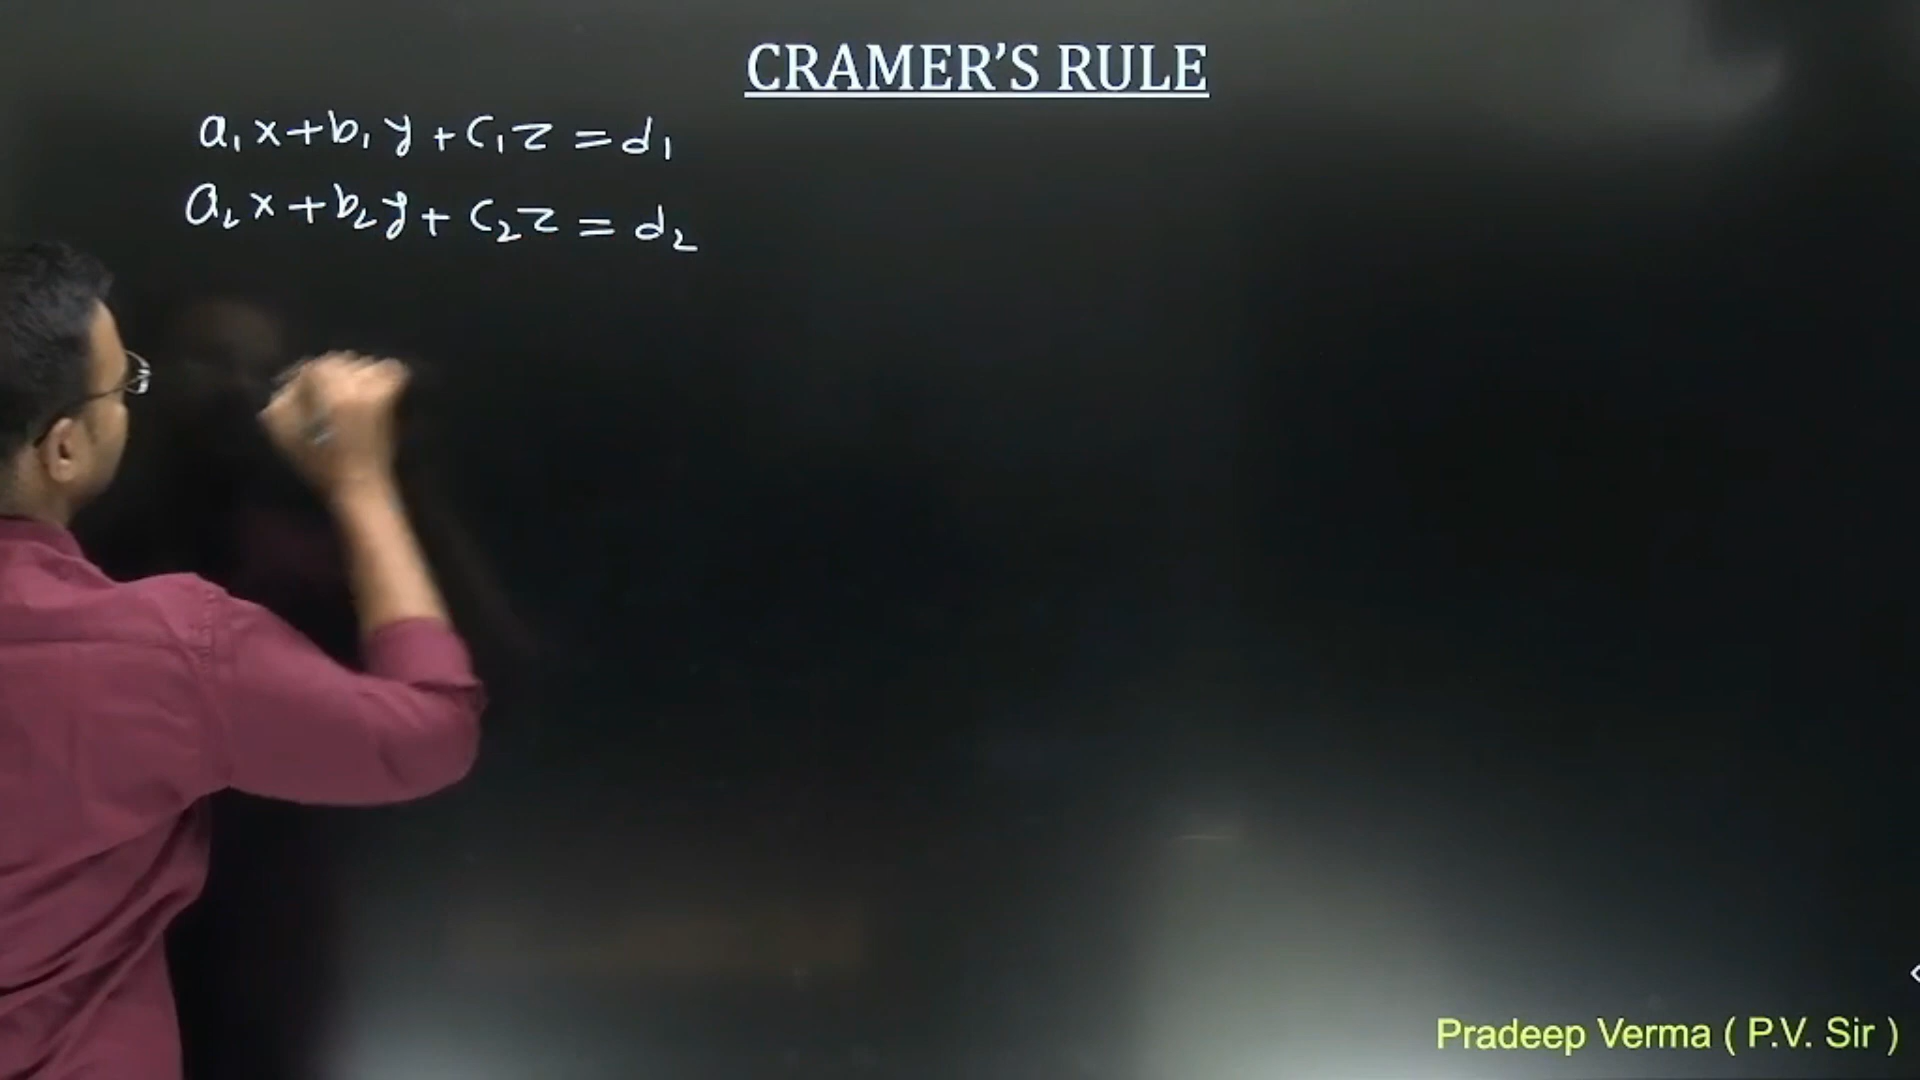 CRAMER'S RULE
a₁x+b₁y+c₁z=d₁
a₂x+b₂y+c₂z=d₂
Pradeep Verma ( P.V. Sir )